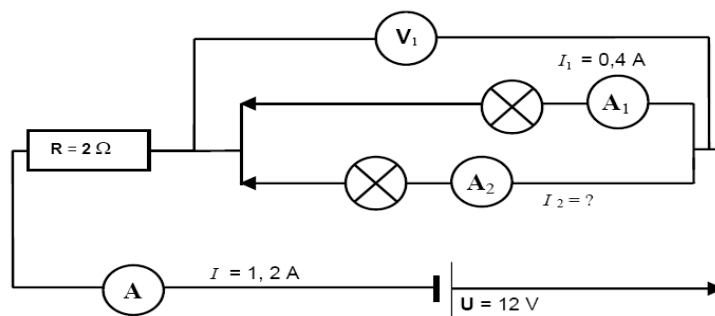 V₁
I₁ = 0,4 A
A₁
R = 2 Ω
A₂
I₂ = ?
I = 1, 2 A
A
U = 12 V